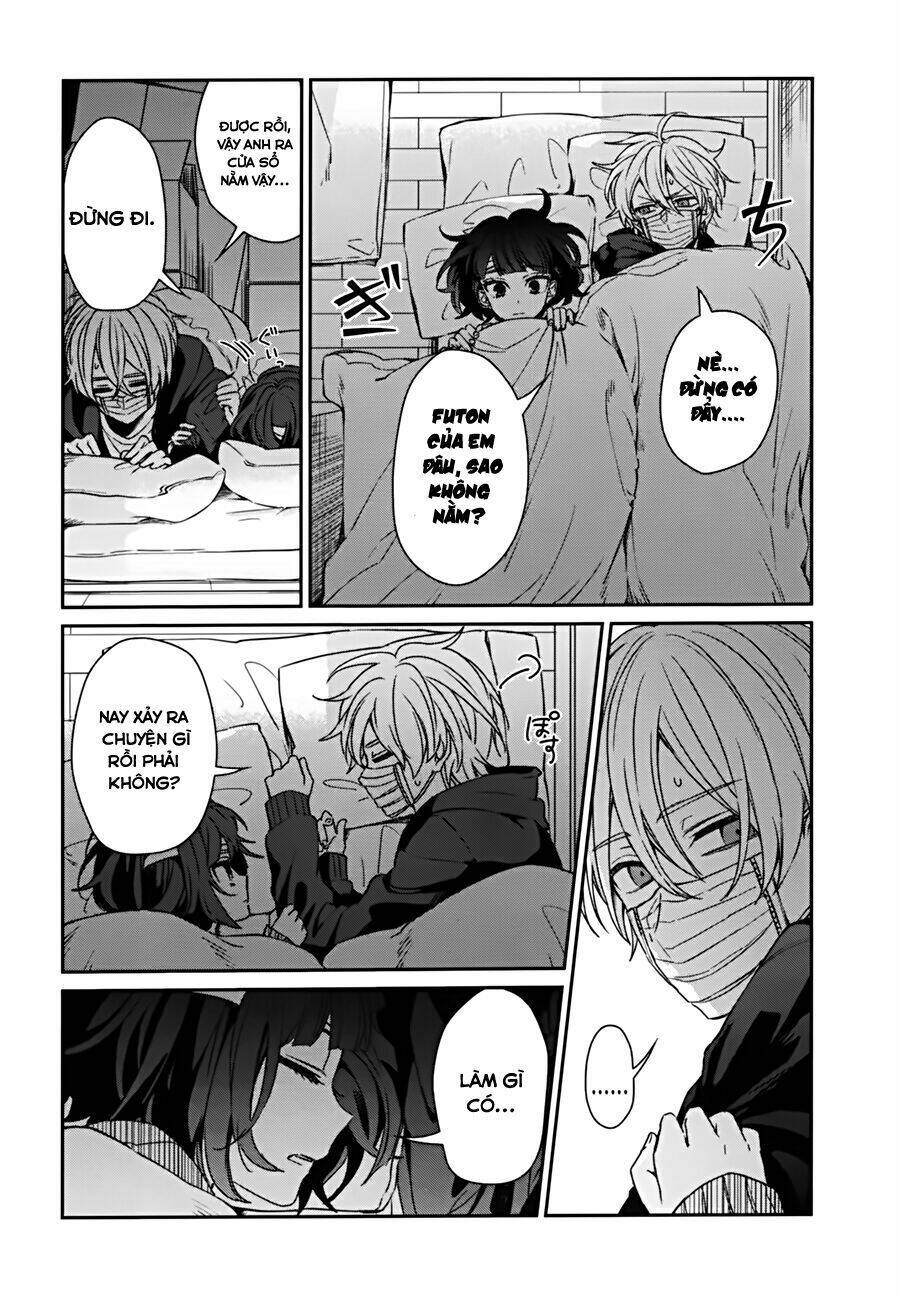 NÈ...
ĐỪNG CÓ
ĐẨY....
ち
FUTON
CỦA EM
ĐÂU, SAO
KHÔNG
NẰM?
ぎゅ
ĐƯỢC RỒI,
VẬY ANH RA
CỬA SỔ
NẰM VẬY...
ĐỪNG ĐI.
......
ぽす
NAY XẢY RA
CHUYỆN GÌ
RỒI PHẢI
KHÔNG?
LÀM GÌ
CÓ...